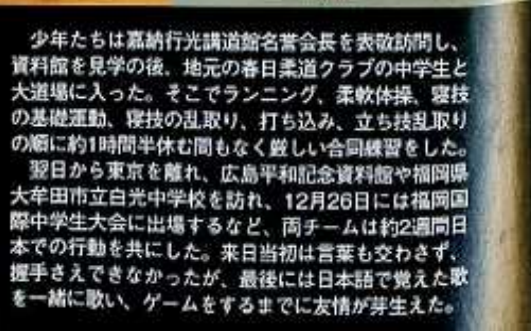 少年たちは嘉納行光講道館名誉会長を表敬訪問し、
資料館を見学の後、地元の春日柔道クラブの中学生と
大道場に入った。そこでランニング、柔軟体操、寝技
の基礎運動、寝技の乱取り、打ち込み、立ち技乱取り
の順に約1時間半休む間もなく厳しい合同練習をした。
翌日から東京を離れ、広島平和記念資料館や福岡県
大牟田市立白光中学校を訪れ、12月26日には福岡国
際中学生大会に出場するなど、両チームは約2週間日
本での行動を共にした。来日当初は言葉も交わさず、
握手さえできなかったが、最後には日本語で覚えた歌
を一緒に歌い、ゲームをするまでに友情が芽生えた。